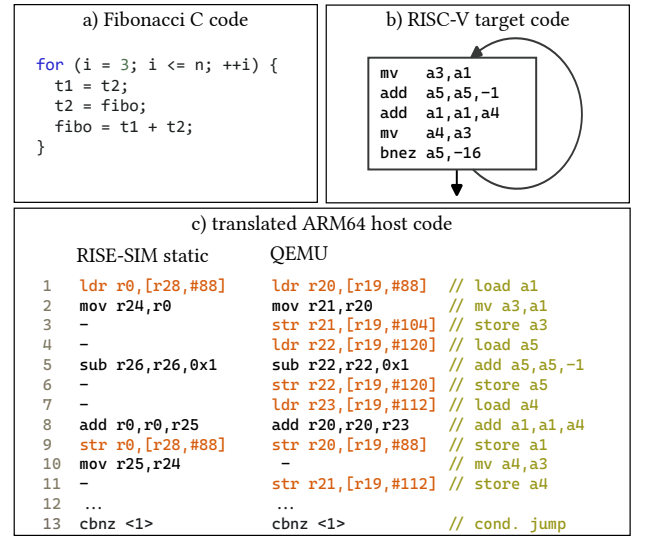 a) Fibonacci C code
for (i = 3; i <= n; ++i) {
t1 = t2;
t2 = fibo;
fibo = t1 + t2;
}
b) RISC-V target code
mv a3,a1
add a5,a5,-1
add a1,a1,a4
mv a4,a3
bnez a5,-16
c) translated ARM64 host code
RISE-SIM static QEMU
1 ldr r0,[r28,#88] ldr r20,[r19,#88] // load a1
2 mov r24,r0 mov r21,r20 // mv a3,a1
3 - str r21,[r19,#104] // store a3
4 - ldr r22,[r19,#120] // load a5
5 sub r26,r26,0x1 sub r22,r22,0x1 // add a5,a5,-1
6 - str r22,[r19,#120] // store a5
7 - ldr r23,[r19,#112] // load a4
8 add r0,r0,r25 add r20,r20,r23 // add a1,a1,a4
9 str r0,[r28,#88] str r20,[r19,#88] // store a1
10 mov r25,r24 - // mv a4,a3
11 - str r21,[r19,#112] // store a4
12 ... ...
13 cbnz <1> cbnz <1> // cond. jump